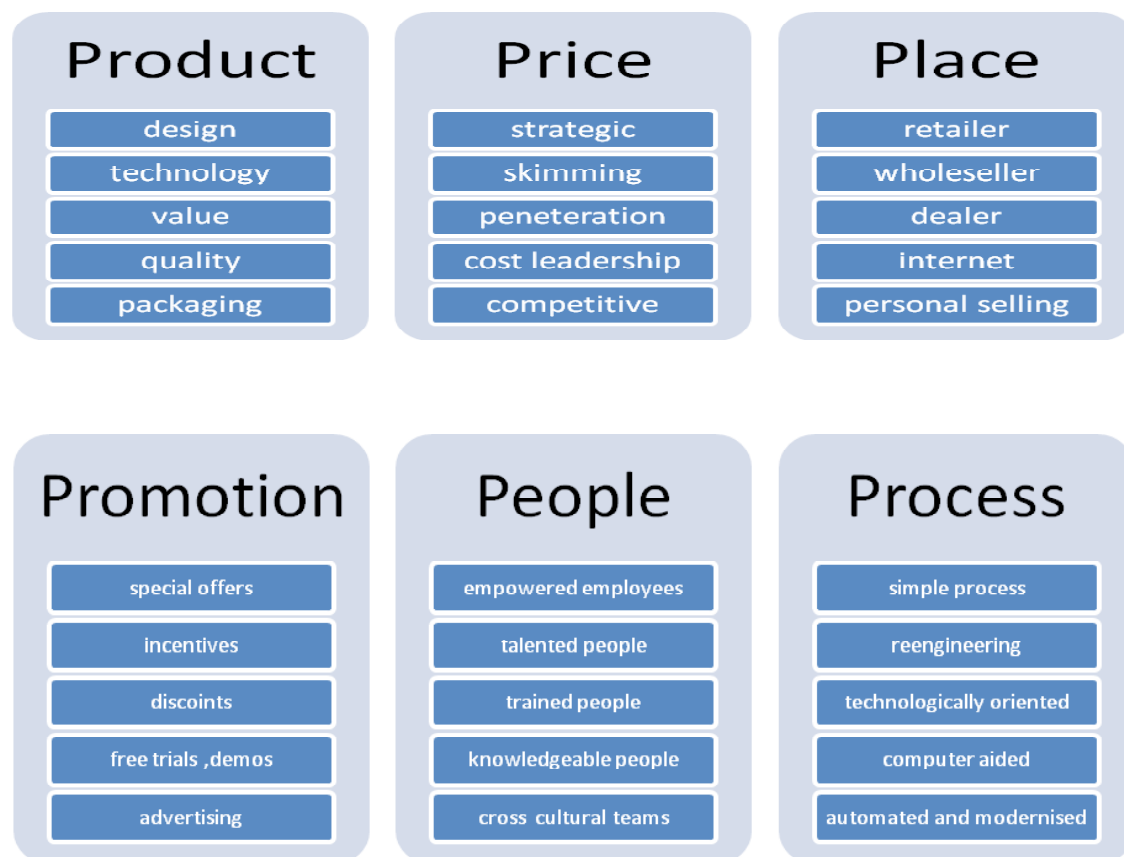 Product
design
technology
value
quality
packaging
Price
strategic
skimming
peneteration
cost leadership
competitive
Place
retailer
wholeseller
dealer
internet
personal selling
Promotion
special offers
incentives
discoints
free trials ,demos
advertising
People
empowered employees
talented people
trained people
knowledgeable people
cross cultural teams
Process
simple process
reengineering
technologically oriented
computer aided
automated and modernised